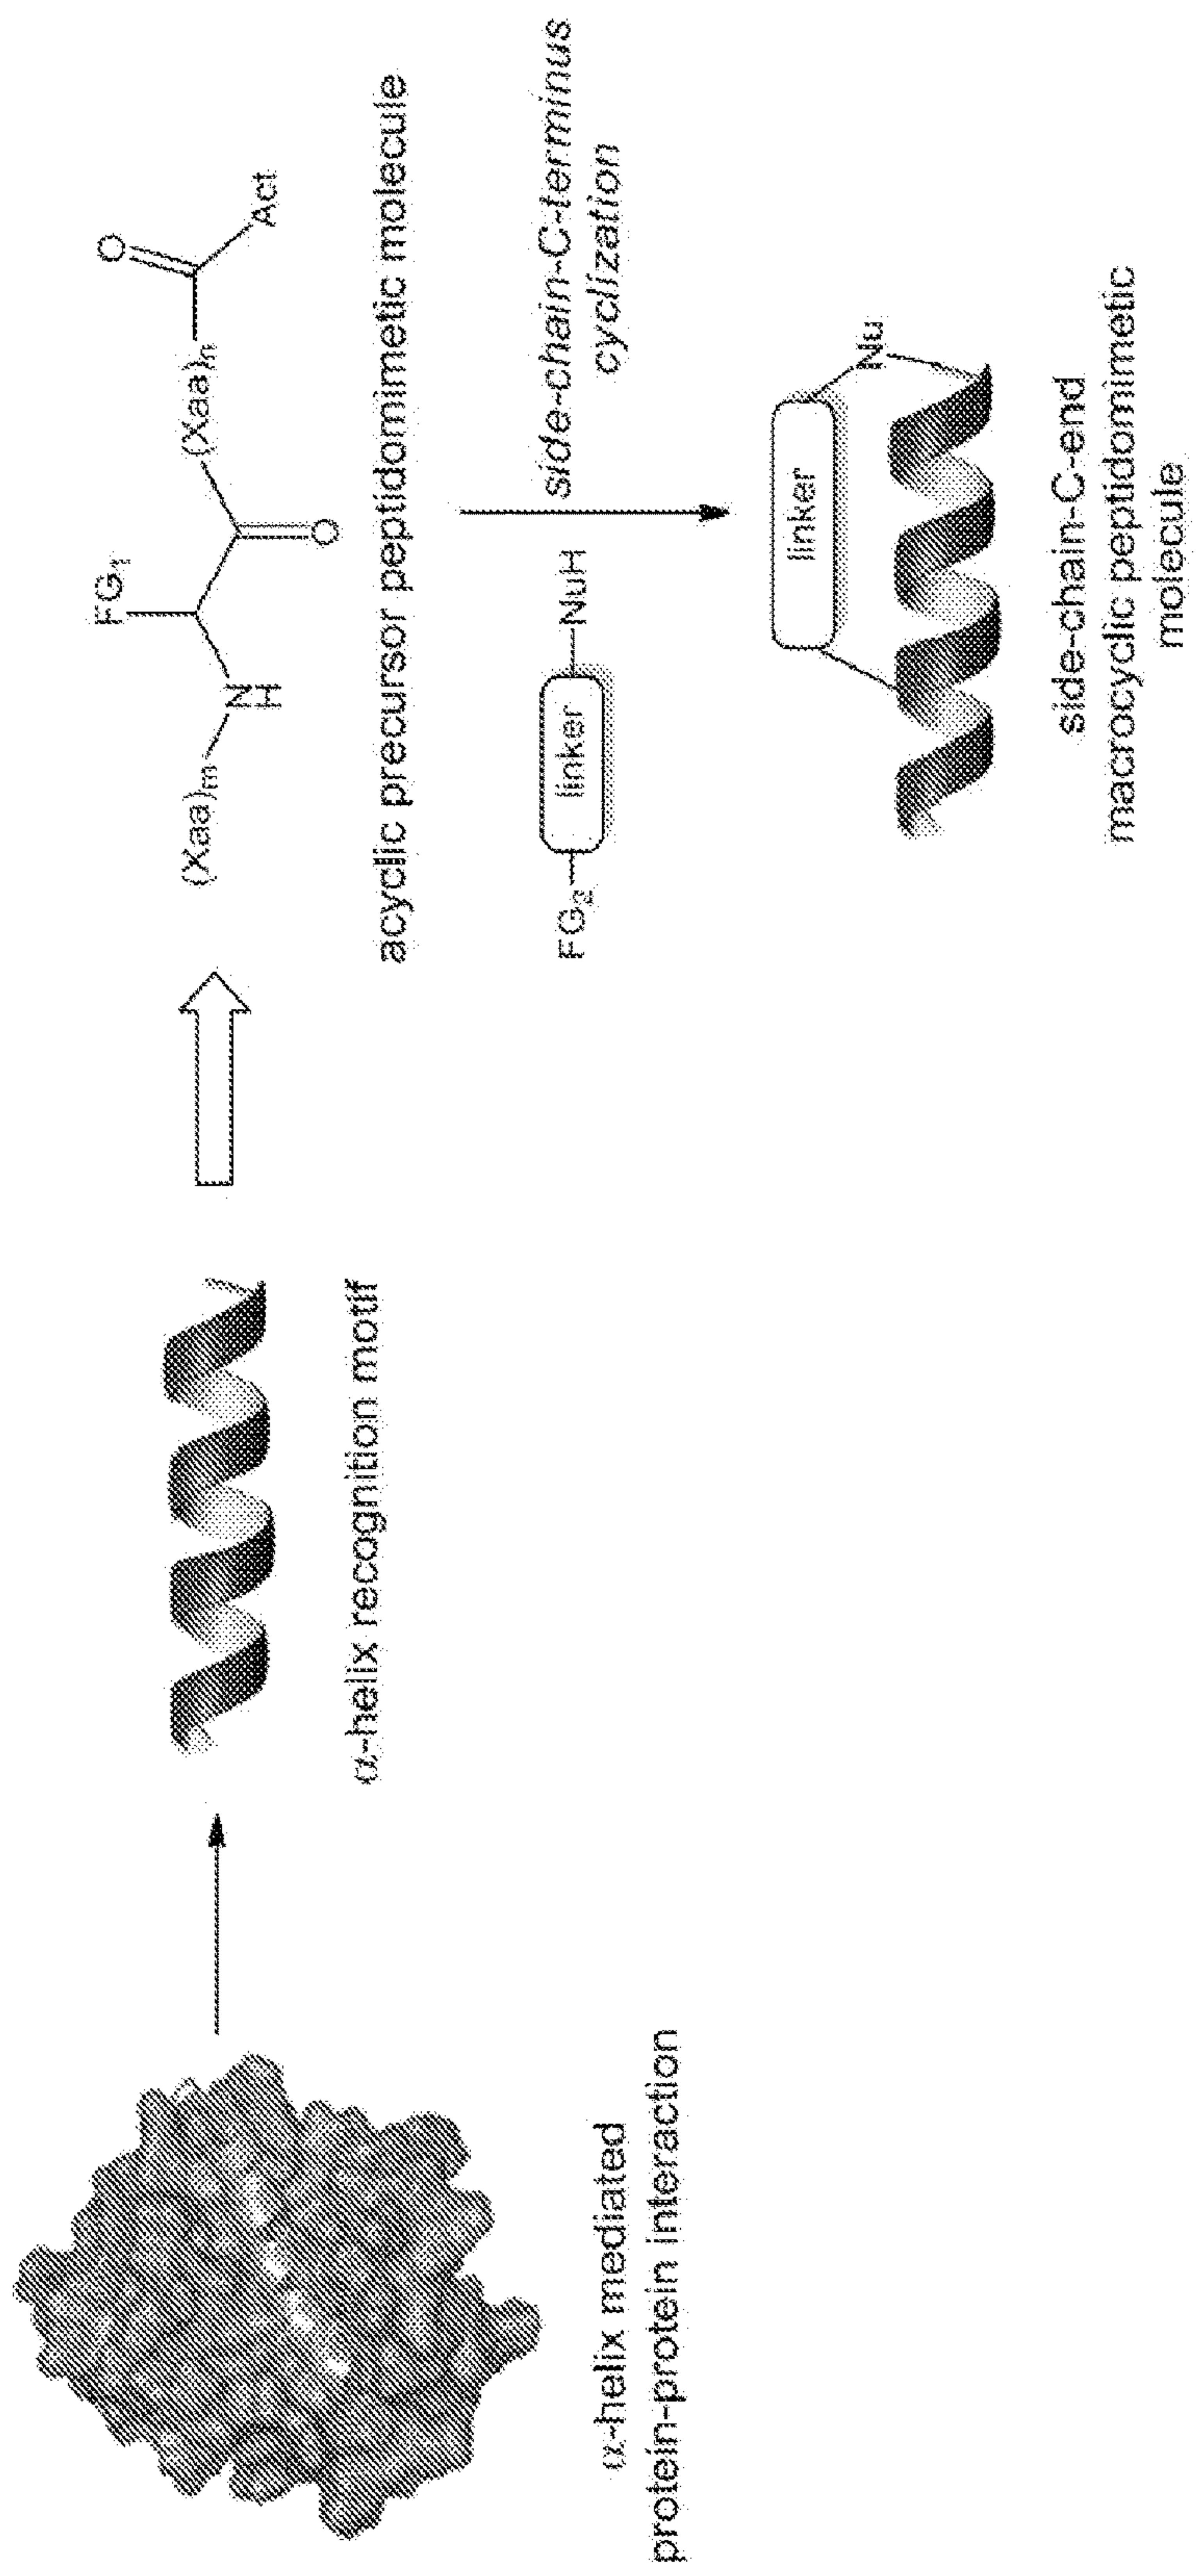 α-helix mediated
protein-protein interaction
α-helix recognition motif
FG₁
O
(Xaa)ₘ
N
H
(Xaa)ₙ
O
Act
acyclic precursor peptidomimetic molecule
FG₂
linker
NuH
side-chain-C-terminus
cyclization
linker
Nu
side-chain-C-end
macrocyclic peptidomimetic
molecule